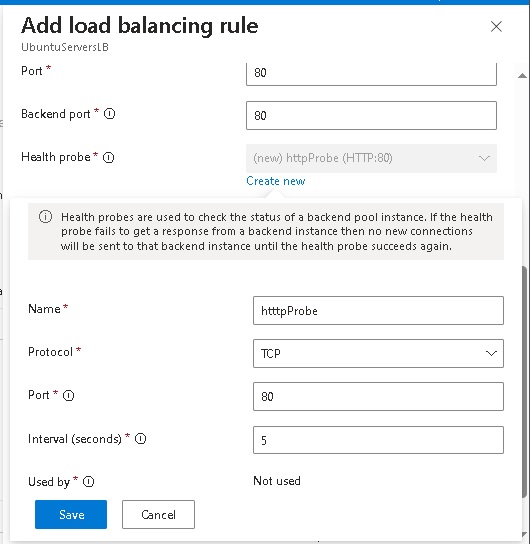 Add load balancing rule
UbuntuServersLB
Port *
80
Backend port *
80
Health probe *
(new) httpProbe (HTTP:80)
Create new
Health probes are used to check the status of a backend pool instance. If the health
probe fails to get a response from a backend instance then no new connections
will be sent to that backend instance until the health probe succeeds again.
Name *
htttpProbe
Protocol *
TCP
Port *
80
Interval (seconds) *
5
Used by *
Not used
Save
Cancel